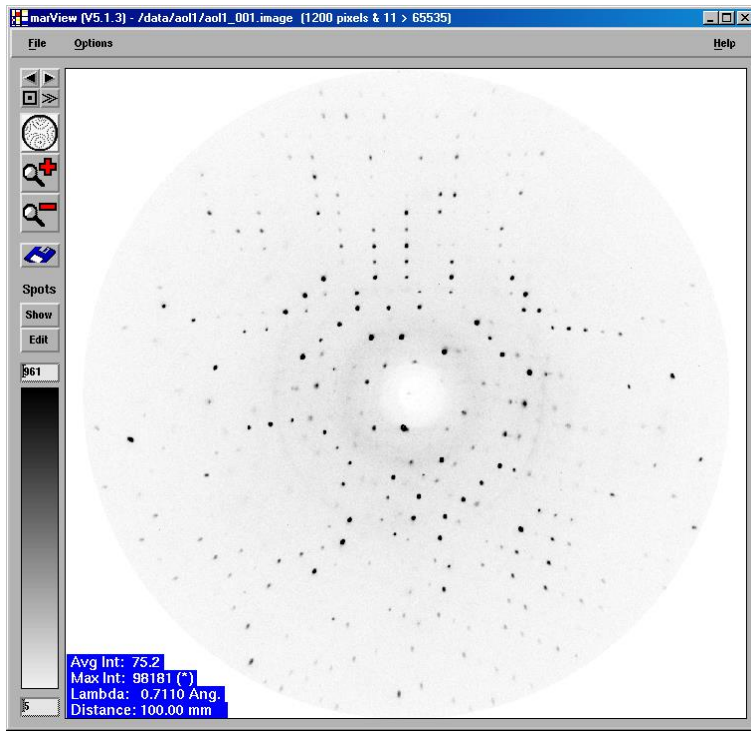 marView (V5.1.3) - /data/aol1/aol1_001.image (1200 pixels & 11 > 65535)
File Options Help
Spots
Show
Edit
961
5
Avg Int: 75.2
Max Int: 98181 (*)
Lambda: 0.7110 Ang.
Distance: 100.00 mm